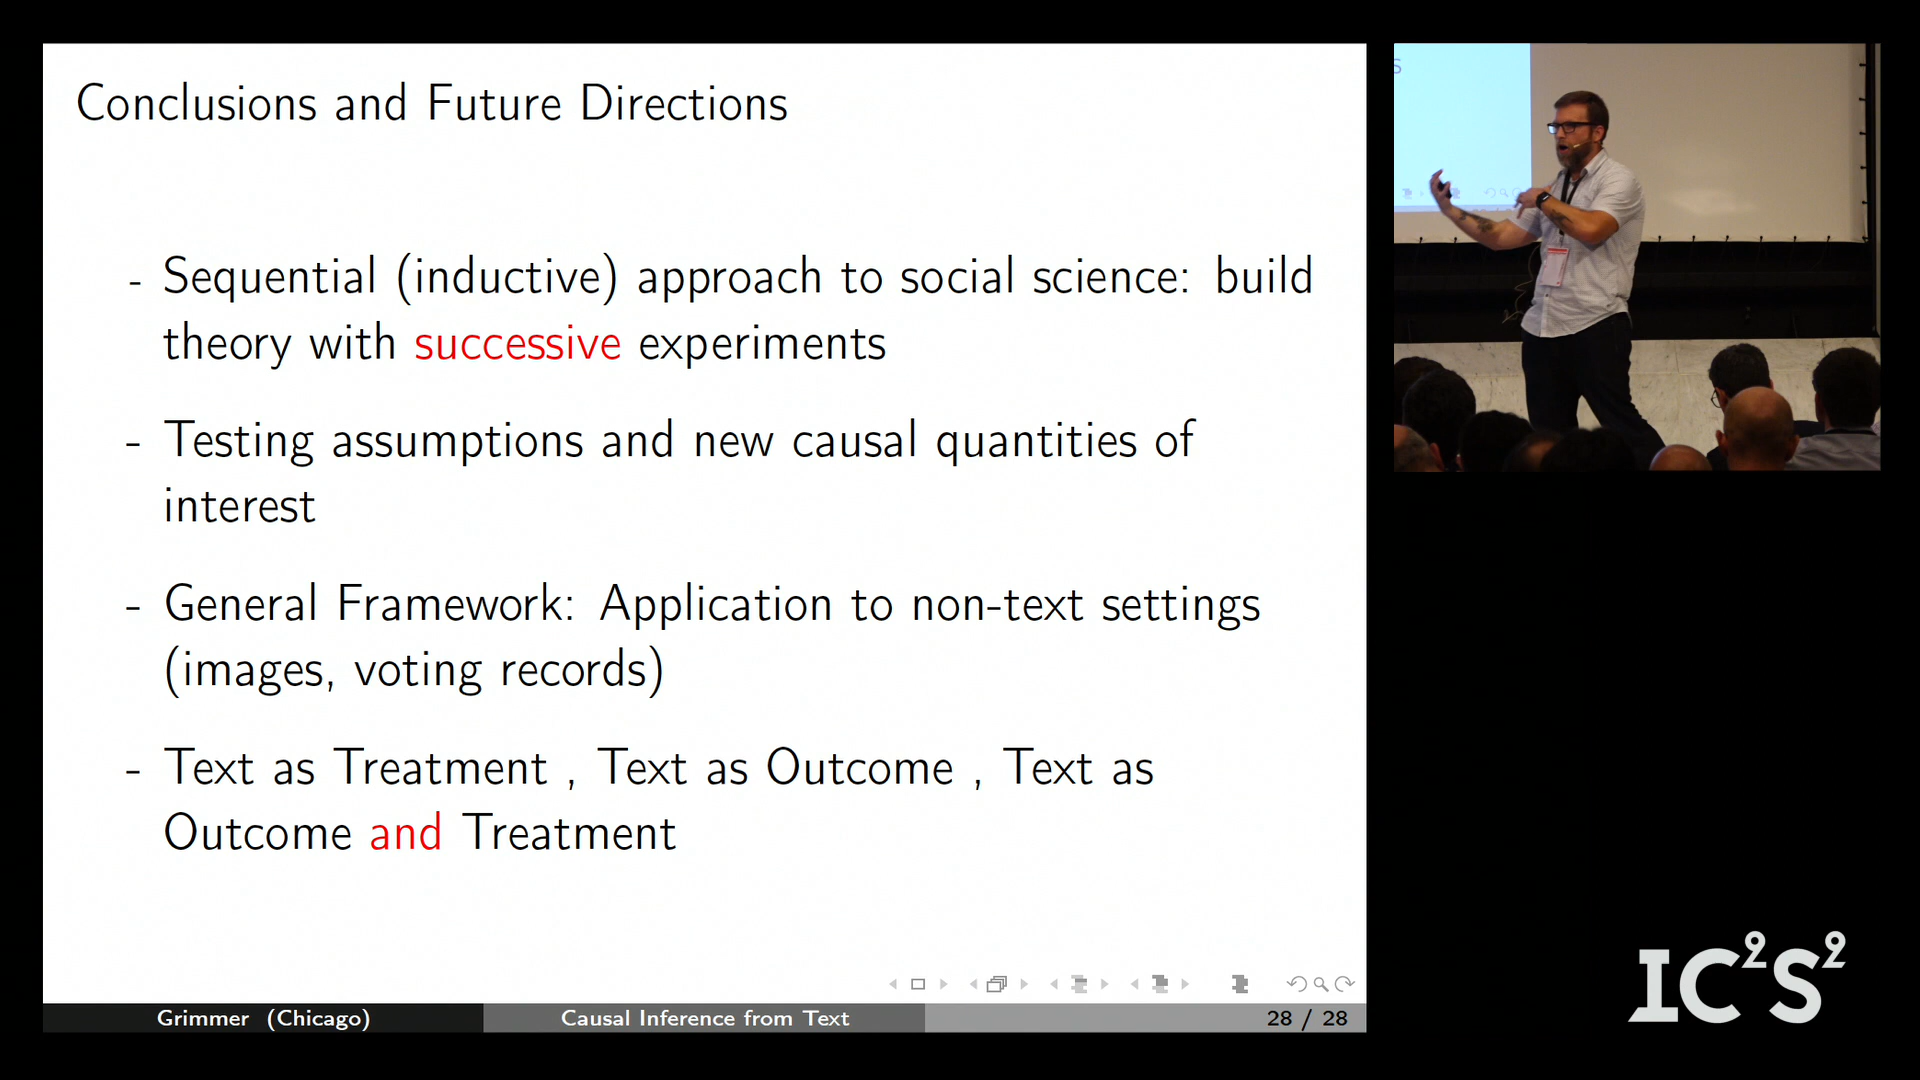 Conclusions and Future Directions
- Sequential (inductive) approach to social science: build
theory with successive experiments
- Testing assumptions and new causal quantities of
interest
- General Framework: Application to non-text settings
(images, voting records)
- Text as Treatment , Text as Outcome , Text as
Outcome and Treatment
Grimmer (Chicago)
Causal Inference from Text
28 / 28
s
IC²S²